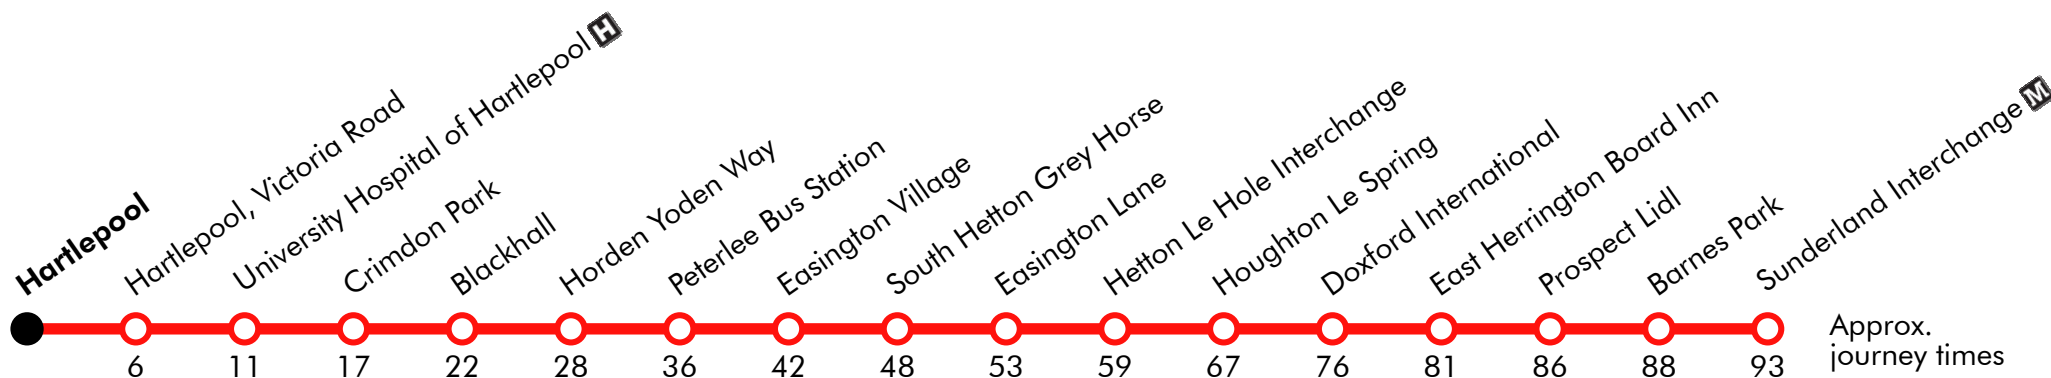 Hartlepool
Hartlepool, Victoria Road
University Hospital of Hartlepool H
Crimdon Park
Blackhall
Horden Yoden Way
Peterlee Bus Station
Easington Village
South Hetton Grey Horse
Easington Lane
Hetton Le Hole Interchange
Houghton Le Spring
Doxford International
East Herrington Board Inn
Prospect Lidl
Barnes Park
Sunderland Interchange M
6 11 17 22 28 36 42 48 53 59 67 76 81 86 88 93
Approx.
journey times